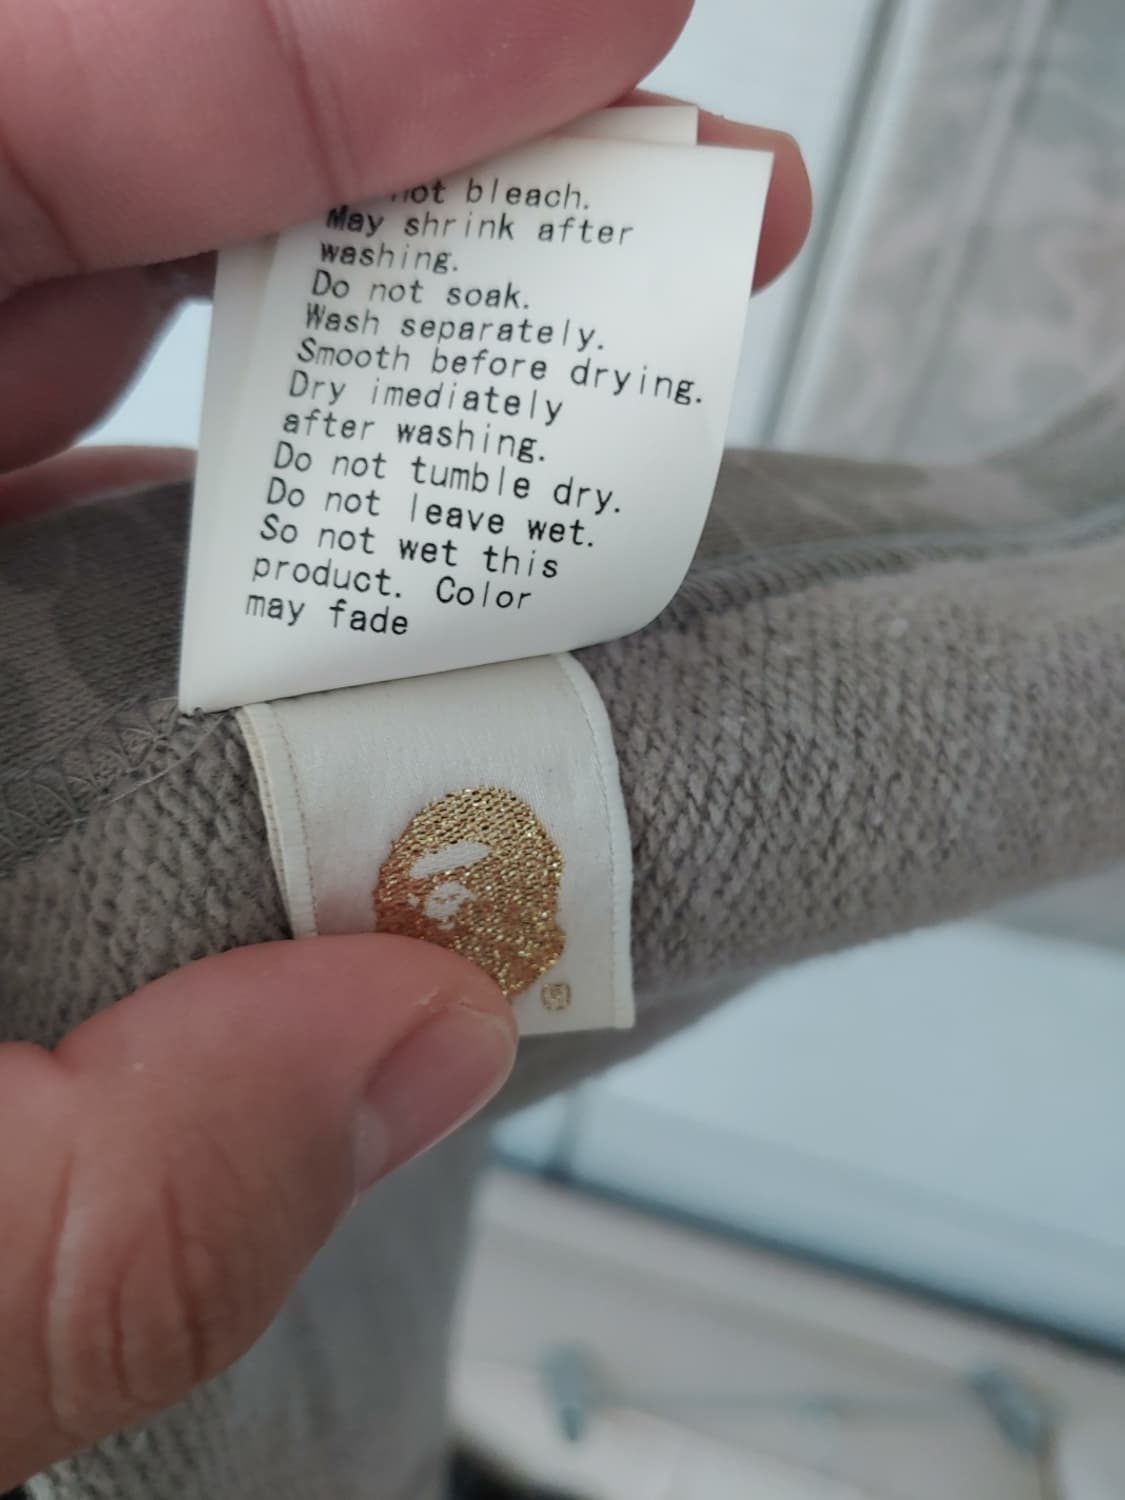 not bleach.
May shrink after
washing.
Do not soak.
Wash separately.
Smooth before drying.
Dry imediately
after washing.
Do not tumble dry.
Do not leave wet.
So not wet this
product. Color
may fade